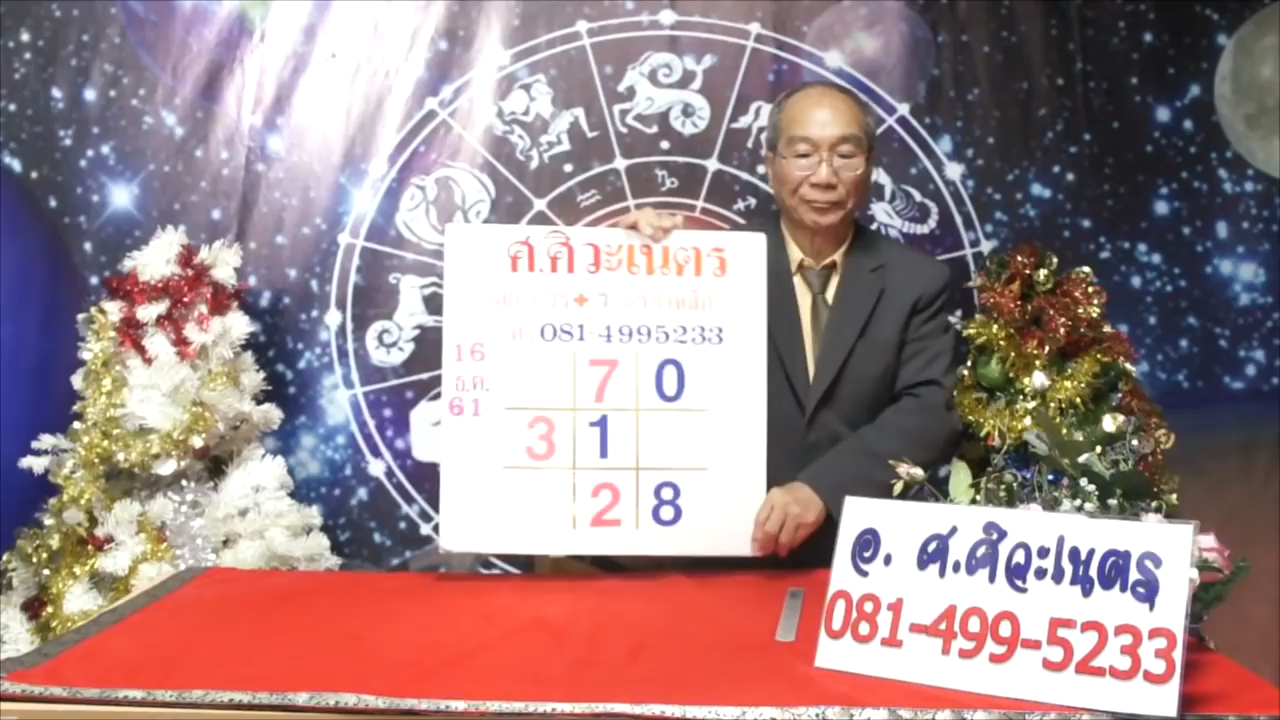 ศ.ศิวะเนตร
081-4995233
16
ธ.ค.
61
7 0
3 1
2 8
อ. ศ.ศิวะเนตร
081-499-5233